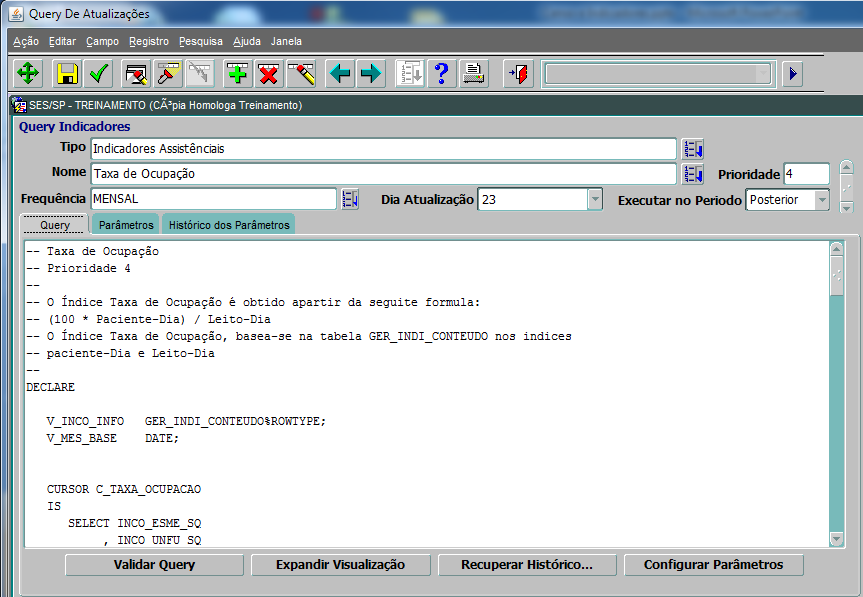 Query De Atualizações
Ação Editar Campo Registro Pesquisa Ajuda Janela
SES/SP - TREINAMENTO (CÃ³pia Homologa Treinamento)
Query Indicadores
Tipo Indicadores Assistênciais
Nome Taxa de Ocupação Prioridade 4
Frequência MENSAL Dia Atualização 23 Executar no Periodo Posterior
Query Parâmetros Histórico dos Parâmetros
-- Taxa de Ocupação
-- Prioridade 4
--
-- O Índice Taxa de Ocupação é obtido apartir da seguite formula:
-- (100 * Paciente-Dia) / Leito-Dia
-- O Índice Taxa de Ocupação, basea-se na tabela GER_INDI_CONTEUDO nos indices
-- paciente-Dia e Leito-Dia
--
DECLARE
V_INCO_INFO GER_INDI_CONTEUDO%ROWTYPE;
V_MES_BASE DATE;
CURSOR C_TAXA_OCUPACAO
IS
SELECT INCO_ESME_SQ
, INCO_UNFU_SQ
Validar Query Expandir Visualização Recuperar Histórico... Configurar Parâmetros